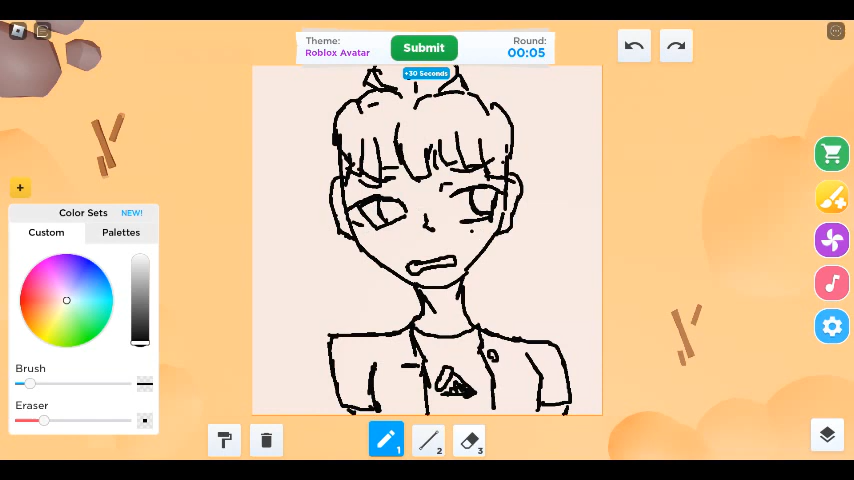 Theme:
Roblox Avatar
Submit
Round:
00:05
+30 Seconds
+
Color Sets NEW!
Custom Palettes
Brush
Eraser
1
2
3